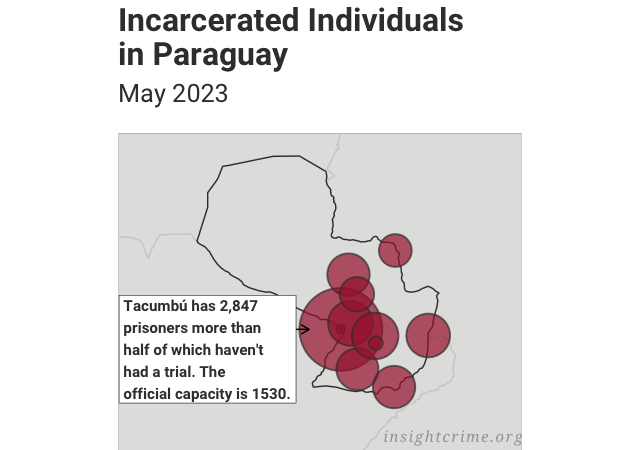 Incarcerated Individuals
in Paraguay
May 2023
Tacumbú has 2,847
prisoners more than
half of which haven't
had a trial. The
official capacity is 1530.
insightcrime.org